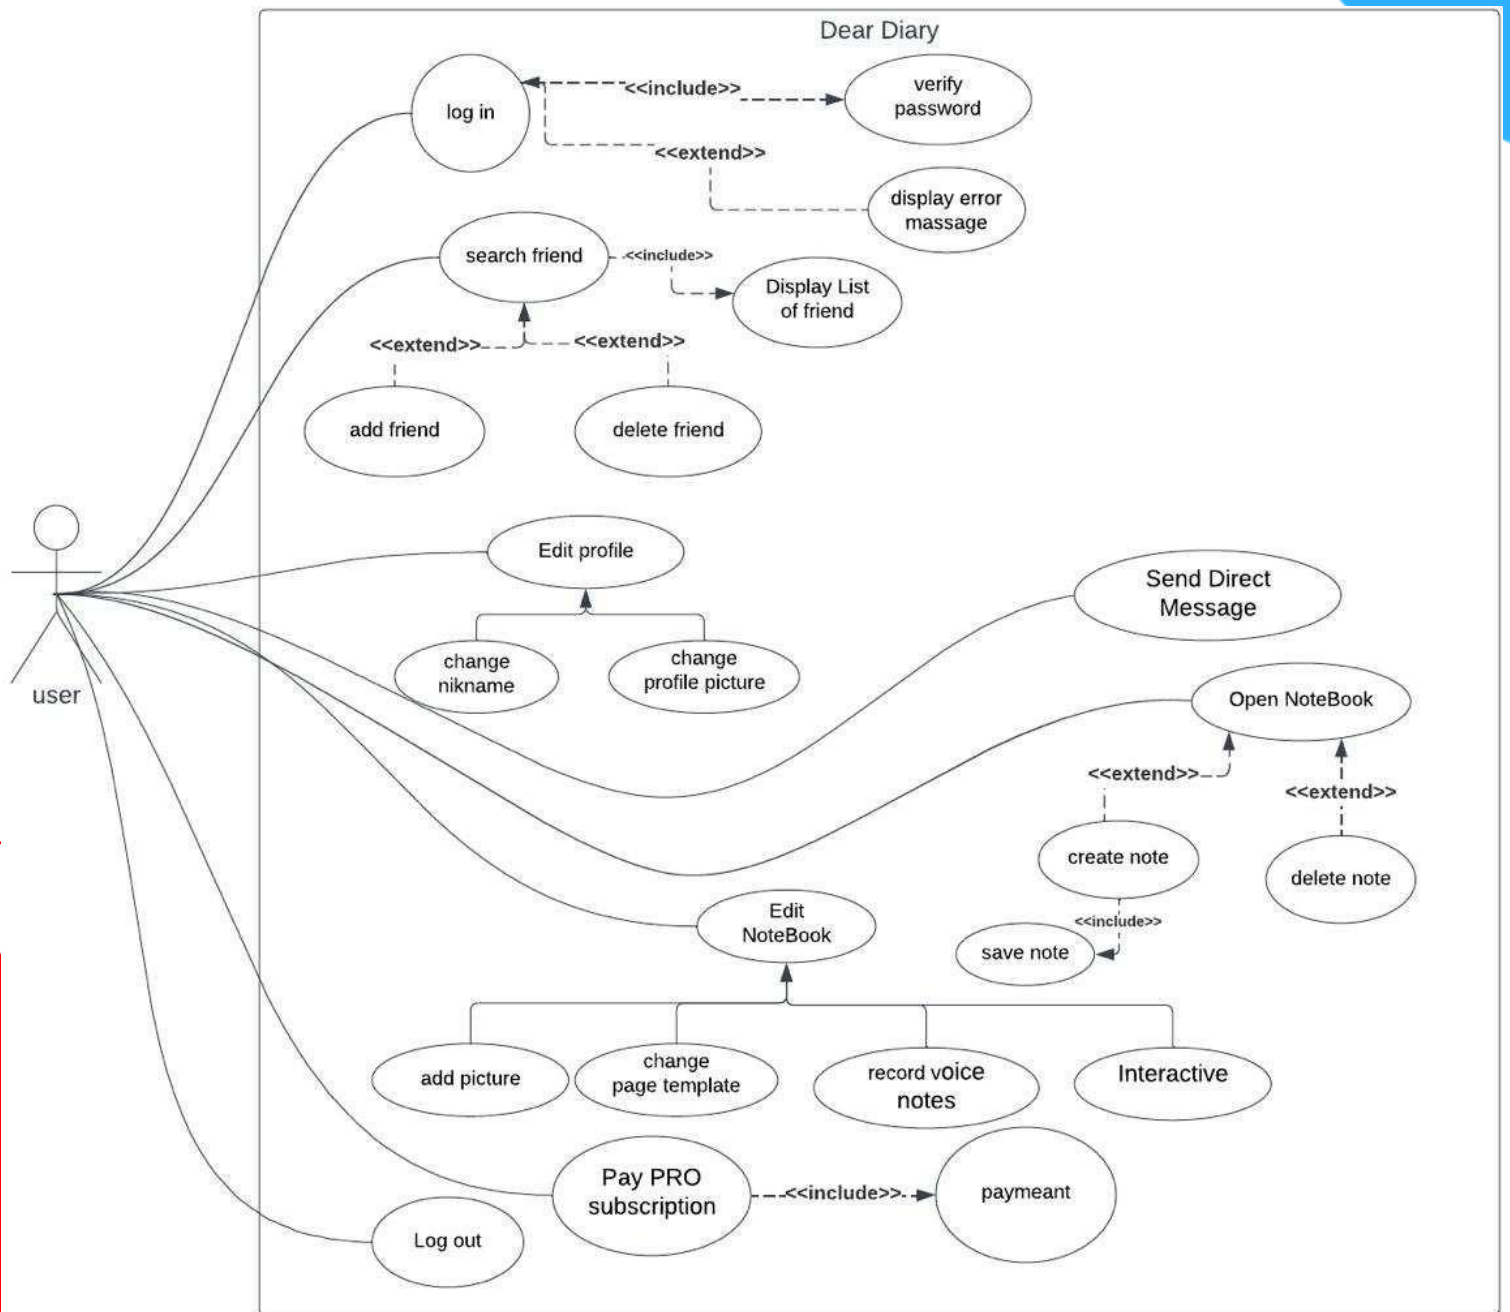 Dear Diary
log in
<<include>>
verify
password
<<extend>>
display error
massage
search friend
<<include>>
Display List
of friend
<<extend>>
<<extend>>
add friend
delete friend
Edit profile
Send Direct
Message
change
nikname
change
profile picture
user
Open NoteBook
<<extend>>
<<extend>>
create note
delete note
<<include>>
save note
Edit
NoteBook
add picture
change
page template
record voice
notes
Interactive
Pay PRO
subscription
<<include>>
paymeant
Log out